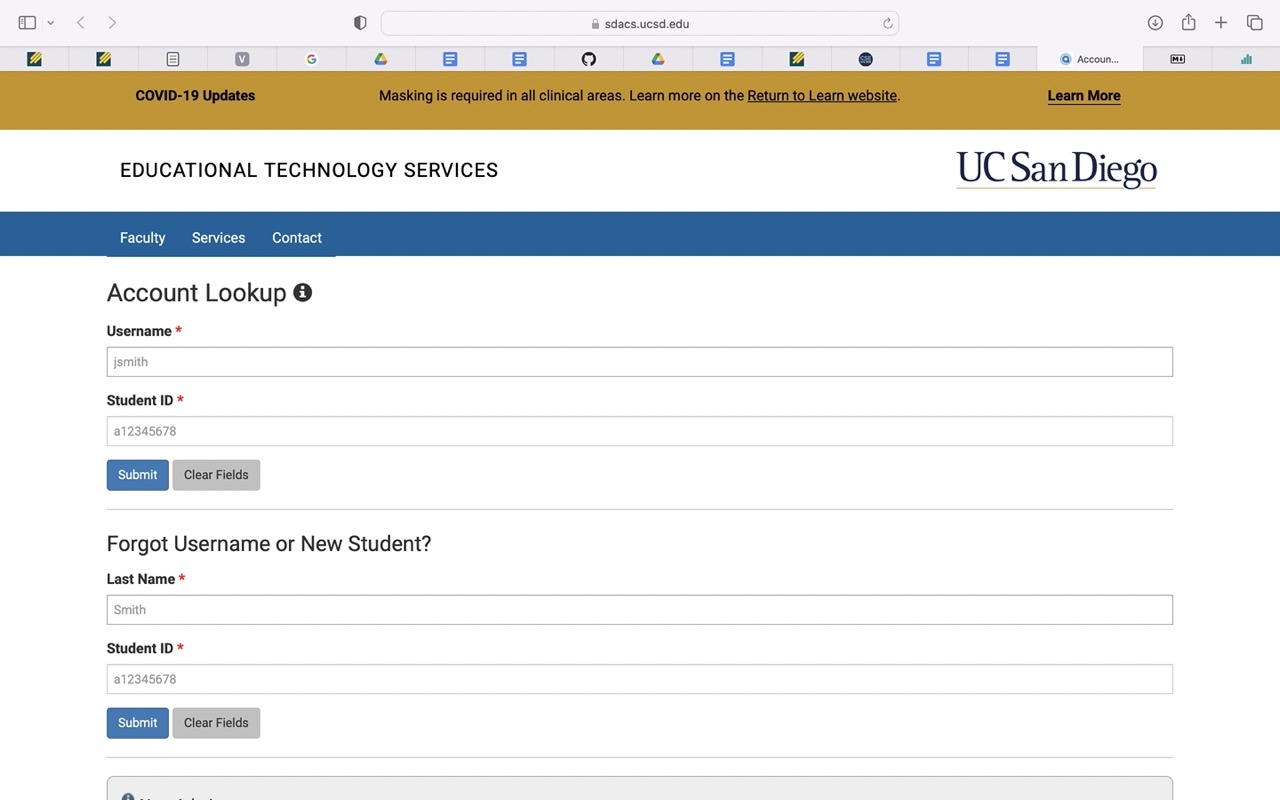 sdacs.ucsd.edu
V
G
Accoun...
COVID-19 Updates
Masking is required in all clinical areas. Learn more on the Return to Learn website.
Learn More
EDUCATIONAL TECHNOLOGY SERVICES
UC San Diego
Faculty
Services
Contact
Account Lookup
Username *
jsmith
Student ID *
a12345678
Submit
Clear Fields
Forgot Username or New Student?
Last Name *
Smith
Student ID *
a12345678
Submit
Clear Fields